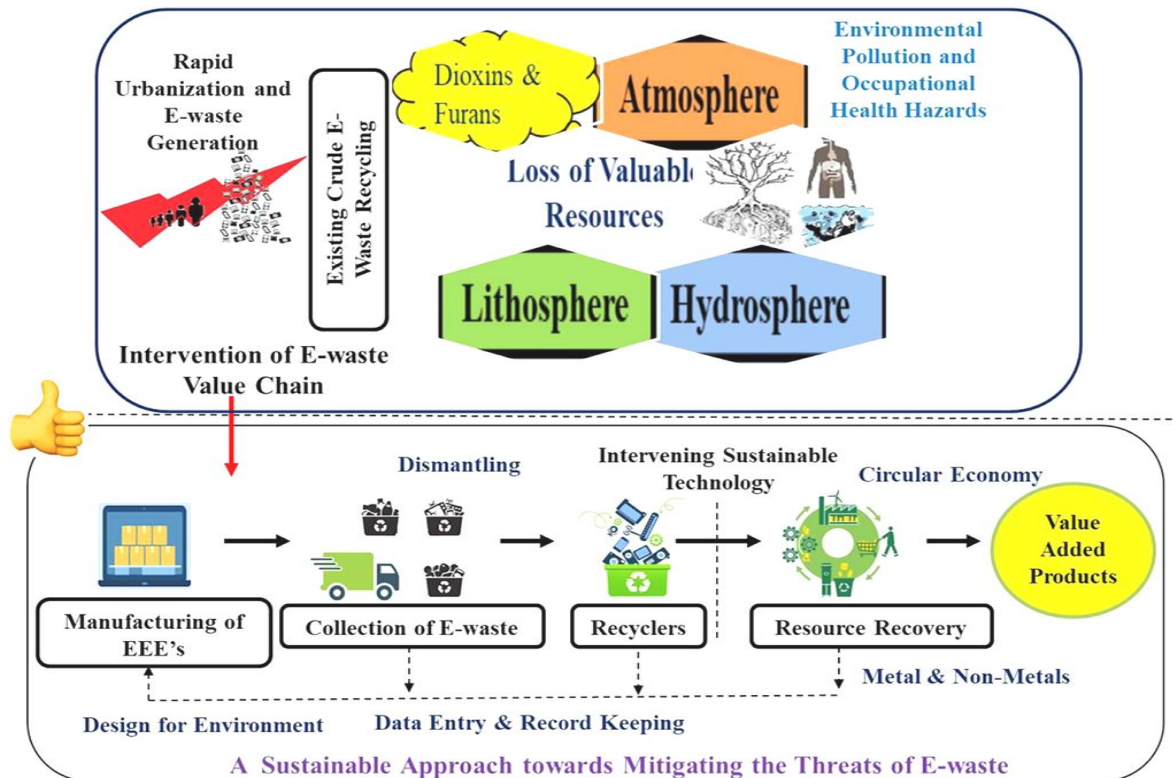 Rapid
Urbanization and
E-waste
Generation
Existing Crude E-
Waste Recycling
Dioxins &
Furans
Atmosphere
Environmental
Pollution and
Occupational
Health Hazards
Loss of Valuable
Resources
Lithosphere
Hydrosphere
Intervention of E-waste
Value Chain
Dismantling
Intervening Sustainable
Technology
Circular Economy
Value
Added
Products
Manufacturing of
EEE's
Collection of E-waste
Recyclers
Resource Recovery
Metal & Non-Metals
Design for Environment
Data Entry & Record Keeping
A Sustainable Approach towards Mitigating the Threats of E-waste